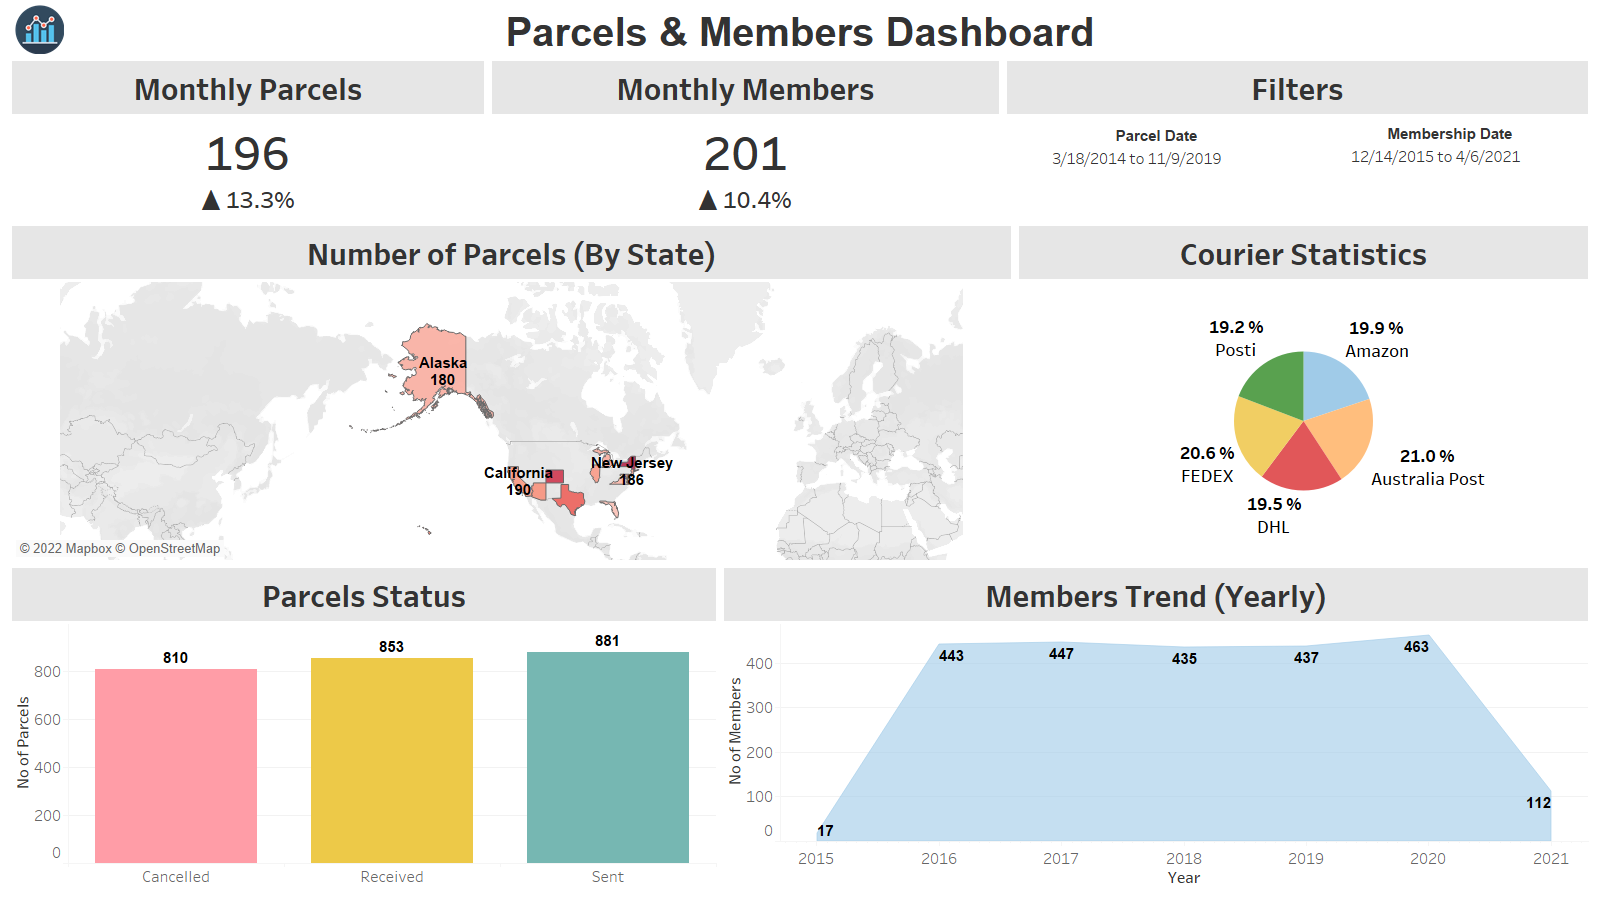 Parcels & Members Dashboard
Monthly Parcels
Monthly Members
Filters
196
▲ 13.3%
201
▲ 10.4%
Parcel Date
3/18/2014 to 11/9/2019
Membership Date
12/14/2015 to 4/6/2021
Number of Parcels (By State)
Courier Statistics
Alaska
180
California
190
New Jersey
186
© 2022 Mapbox © OpenStreetMap
19.2 %
Posti
19.9 %
Amazon
20.6 %
FEDEX
21.0 %
Australia Post
19.5 %
DHL
Parcels Status
Members Trend (Yearly)
No of Parcels
800
600
400
200
0
810
853
881
Cancelled
Received
Sent
No of Members
400
300
200
100
0
17
443
447
435
437
463
112
2015
2016
2017
2018
2019
2020
2021
Year